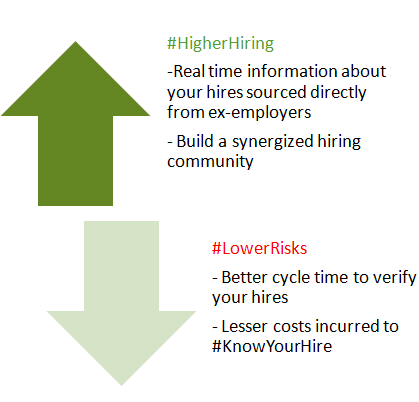 #HigherHiring
-Real time information about
your hires sourced directly
from ex-employers
- Build a synergized hiring
community
#LowerRisks
- Better cycle time to verify
your hires
- Lesser costs incurred to
#KnowYourHire